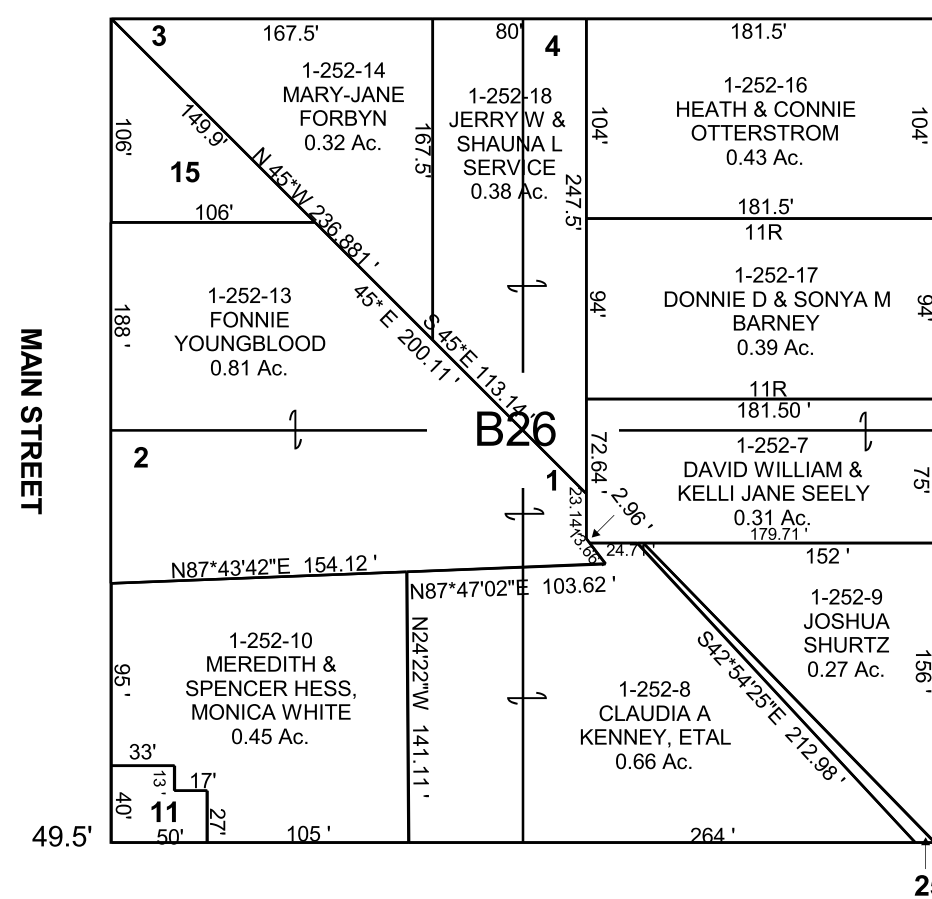 3
167.5'
80'
4
181.5'
1-252-14
MARY-JANE
FORBYN
0.32 Ac.
1-252-18
JERRY W &
SHAUNA L
SERVICE
0.38 Ac.
1-252-16
HEATH & CONNIE
OTTERSTROM
0.43 Ac.
106'
149.9'
167.5'
104'
104'
15
N 45*W 236.881 '
247.5'
106'
181.5'
11R
1-252-13
FONNIE
YOUNGBLOOD
0.81 Ac.
188 '
45* E 200.11 '
S 45*E 113.14 '
94'
1-252-17
DONNIE D & SONYA M
BARNEY
0.39 Ac.
94'
11R
181.50 '
MAIN STREET
B26
2
1
72.64 '
1-252-7
DAVID WILLIAM &
KELLI JANE SEELY
0.31 Ac.
75'
23.14'
13.66'
2.96 '
24.71'
179.71 '
152 '
N87*43'42"E 154.12 '
N87*47'02"E 103.62 '
1-252-9
JOSHUA
SHURTZ
0.27 Ac.
156 '
1-252-10
MEREDITH &
SPENCER HESS,
MONICA WHITE
0.45 Ac.
95 '
N24'22"W 141.11 '
1-252-8
CLAUDIA A
KENNEY, ETAL
0.66 Ac.
S42*54'25"E 212.98 '
33'
13 '
17'
40'
11
27'
49.5'
50'
105 '
264 '